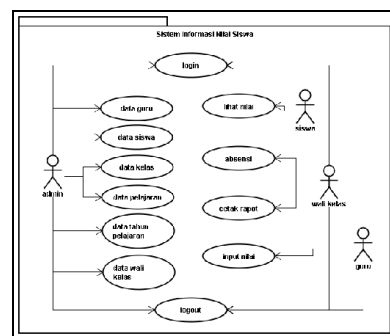 Sistem Informasi Nilai Siswa
login
data guru
lihat nilai
siswa
data siswa
absensi
data kelas
admin
data pelajaran
wali kelas
cetak rapot
data tahun
pelajaran
input nilai
guru
data wali
kelas
logout